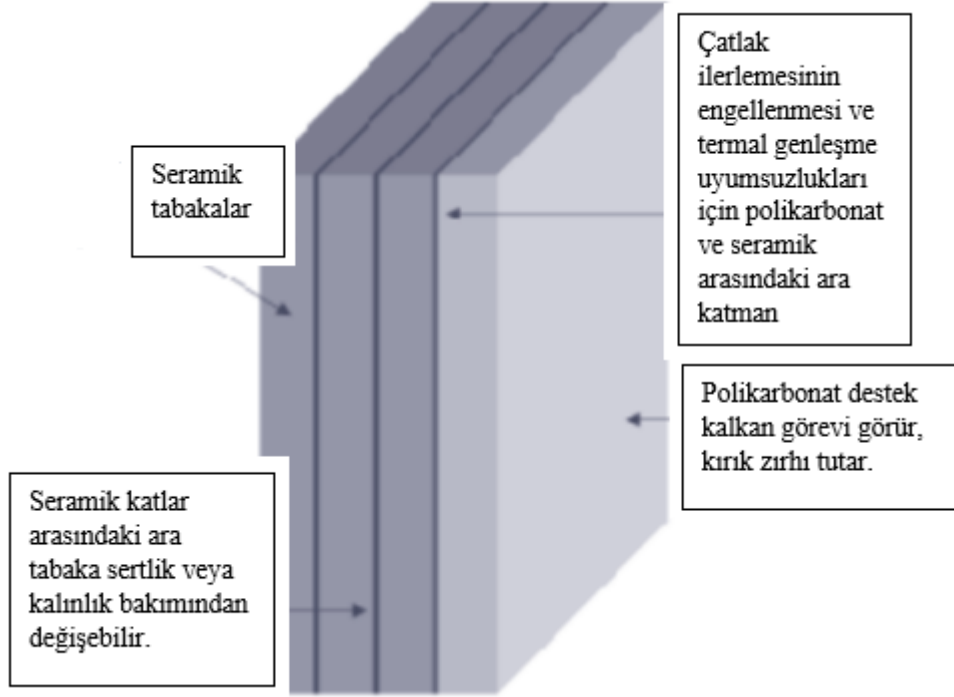 Seramik
tabakalar
Seramik katlar
arasındaki ara
tabaka sertlik veya
kalınlık bakımından
değişebilir.
Çatlak
ilerlemesinin
engellenmesi ve
termal genleşme
uyumsuzlukları
için polikarbonat
ve seramik
arasındaki ara
katman
Polikarbonat destek
kalkan görevi görür,
kırık zırhı tutar.